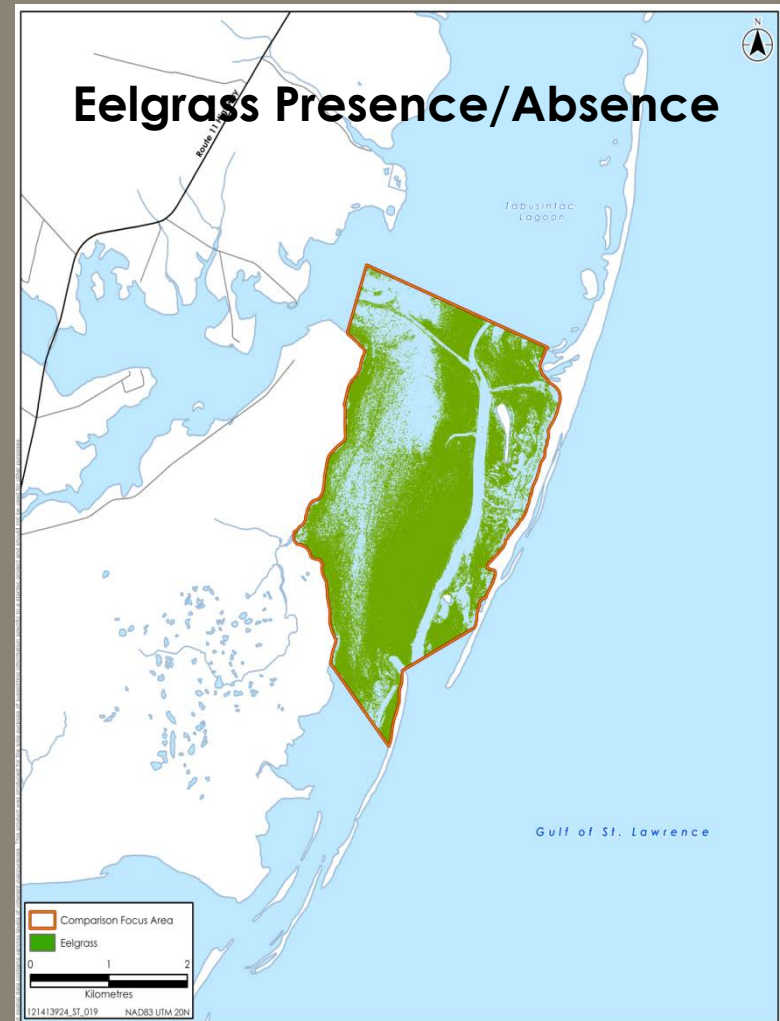 N
Eelgrass Presence/Absence
Route 11 Highway
Tabusintac
Lagoon
Gulf of St. Lawrence
Comparison Focus Area
Eelgrass
0 1 2
Kilometres
121413924_ST_019 NAD83 UTM 20N